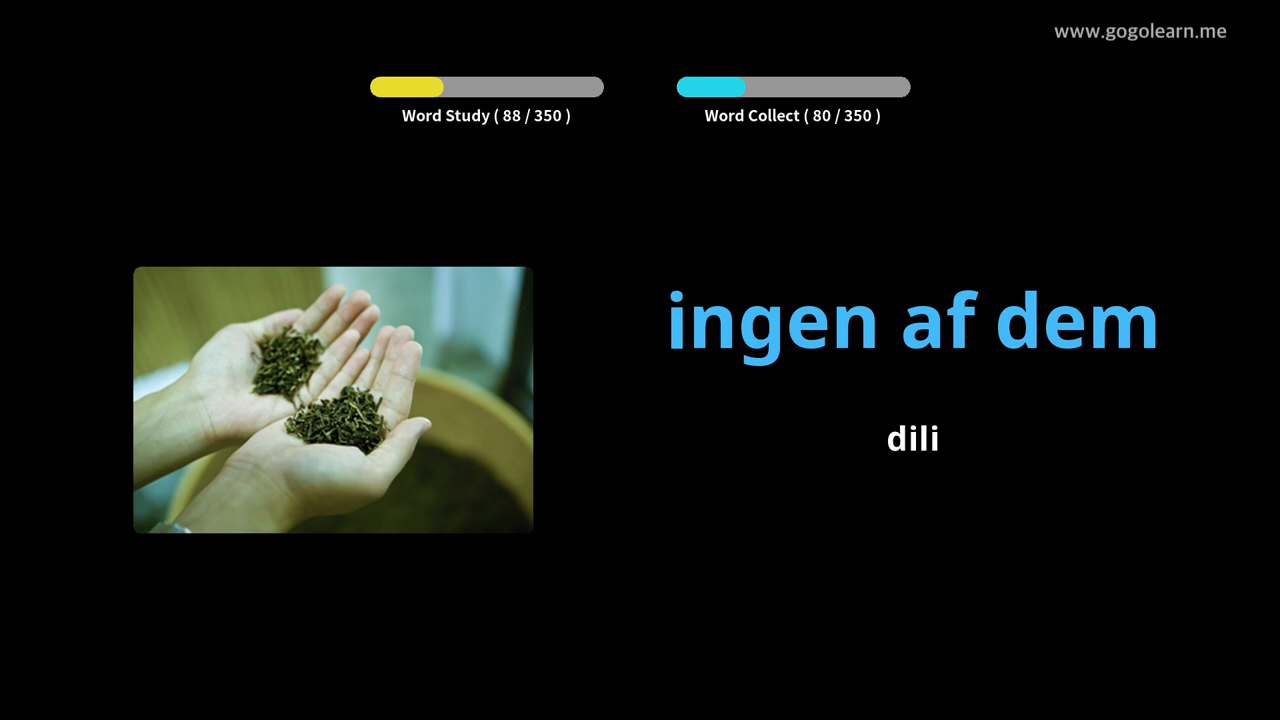 www.gogolearn.me
Word Study ( 88 / 350 )
Word Collect ( 80 / 350 )
ingen af dem
dili